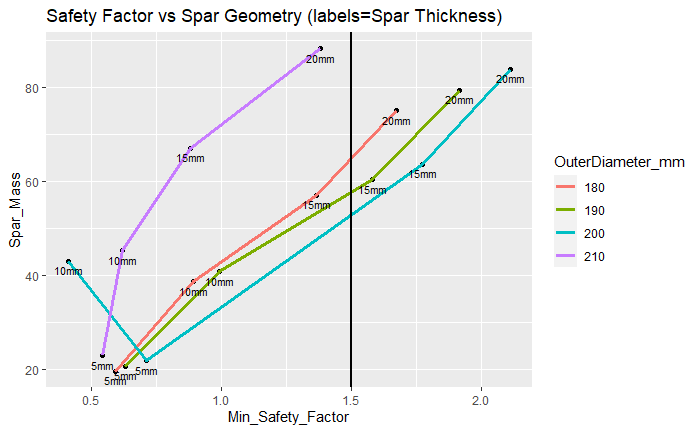 Safety Factor vs Spar Geometry (labels=Spar Thickness)
Spar_Mass
80
60
40
20
20mm
20mm
20mm
20mm
15mm
15mm
15mm
15mm
10mm
10mm
10mm
10mm
5mm
5mm
5mm
5mm
0.5
1.0
1.5
2.0
Min_Safety_Factor
OuterDiameter_mm
180
190
200
210